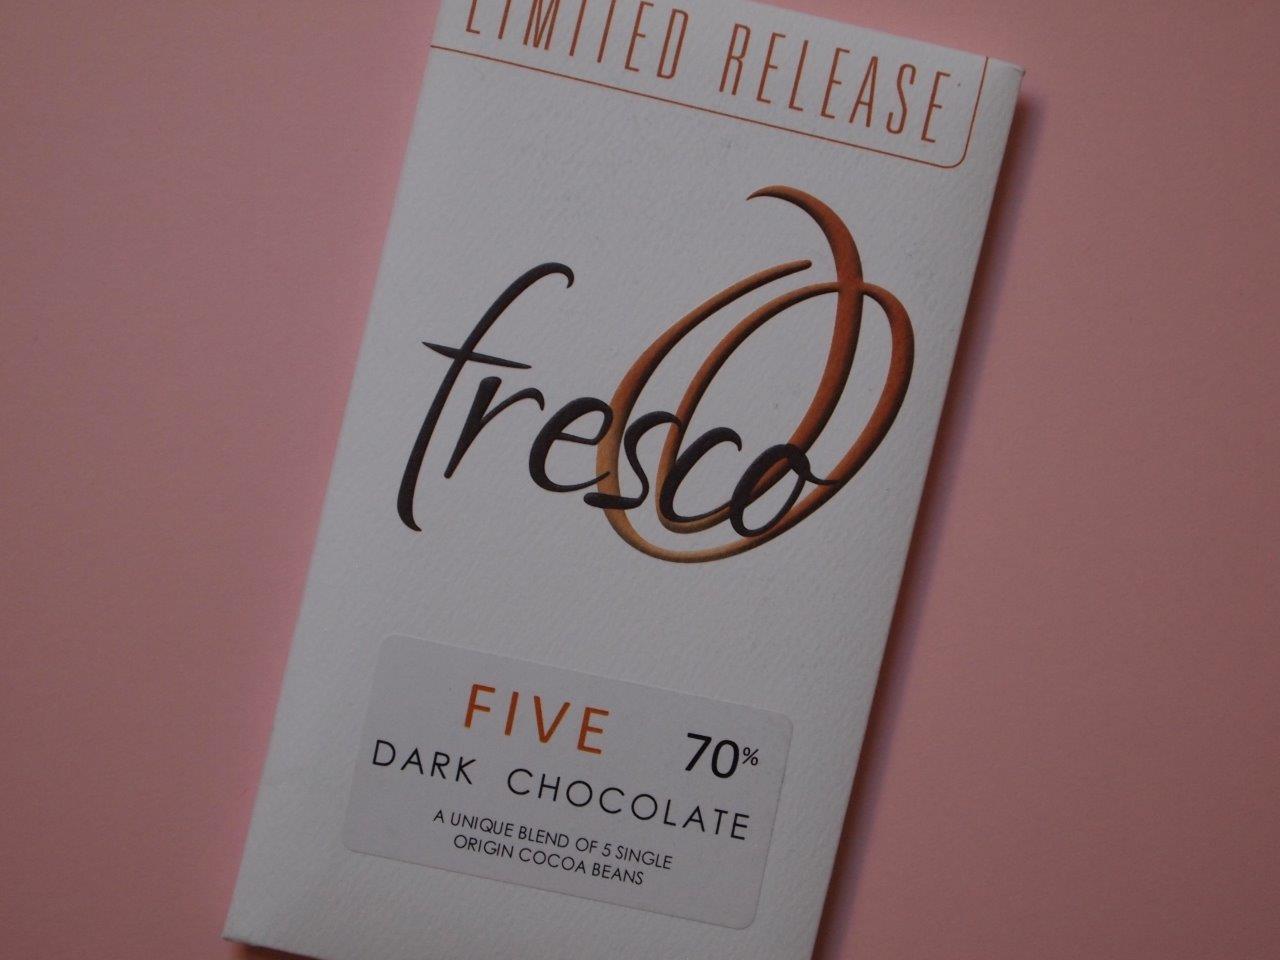 LIMITED RELEASE
fresco
FIVE
70%
DARK CHOCOLATE
A UNIQUE BLEND OF 5 SINGLE
ORIGIN COCOA BEANS